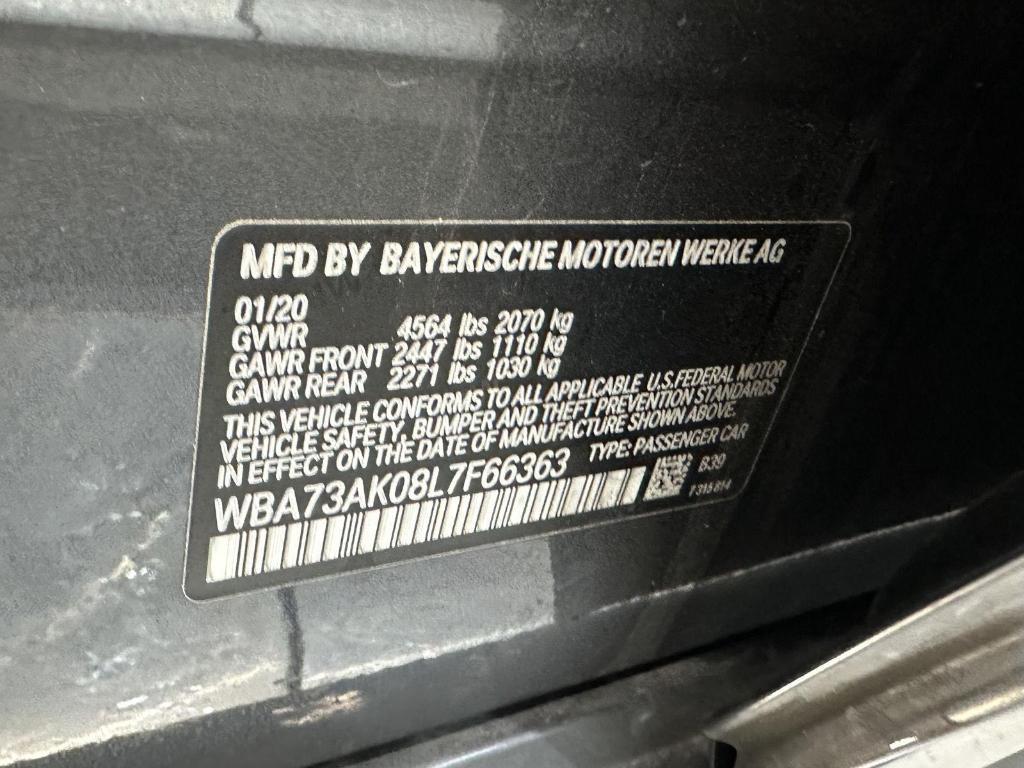 MFD BY BAYERISCHE MOTOREN WERKE AG
01/20
GVWR 4564 lbs 2070 kg
GAWR FRONT 2447 lbs 1110 kg
GAWR REAR 2271 lbs 1030 kg
THIS VEHICLE CONFORMS TO ALL APPLICABLE U.S.FEDERAL MOTOR
VEHICLE SAFETY, BUMPER AND THEFT PREVENTION STANDARDS
IN EFFECT ON THE DATE OF MANUFACTURE SHOWN ABOVE.
WBA73AK08L7F66363 TYPE: PASSENGER CAR
B39
7315 814